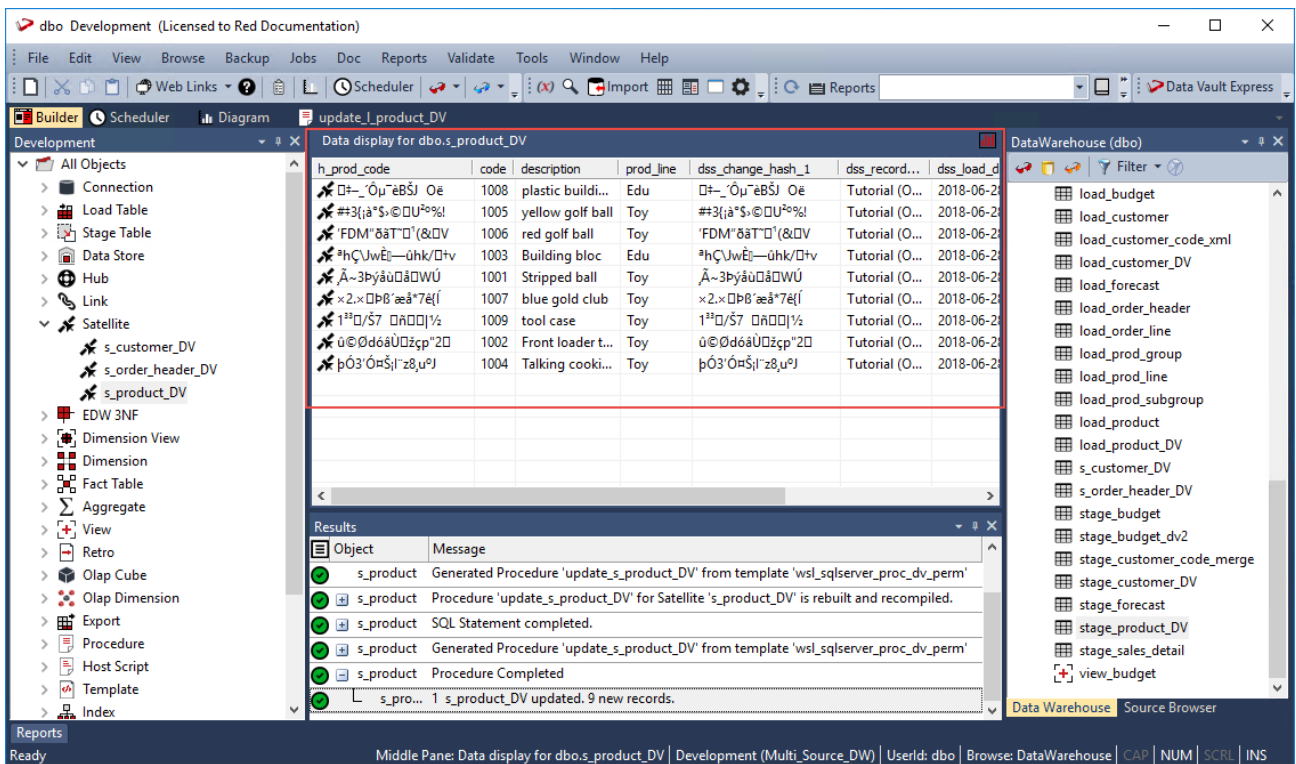 dbo Development (Licensed to Red Documentation)
File Edit View Browse Backup Jobs Doc Reports Validate Tools Window Help
Web Links Scheduler Import Reports Data Vault Express
Builder Scheduler Diagram update_l_product_DV
Development
All Objects
Connection
Load Table
Stage Table
Data Store
Hub
Link
Satellite
s_customer_DV
s_order_header_DV
s_product_DV
EDW 3NF
Dimension View
Dimension
Fact Table
Aggregate
View
Retro
Olap Cube
Olap Dimension
Export
Procedure
Host Script
Template
Index
Data display for dbo.s_product_DV
h_prod_code code description prod_line dss_change_hash_1 dss_record... dss_load_d
1008 plastic buildi... Edu Tutorial (O... 2018-06-28
1005 yellow golf ball Toy Tutorial (O... 2018-06-28
1006 red golf ball Toy Tutorial (O... 2018-06-28
1003 Building bloc Edu Tutorial (O... 2018-06-28
1001 Stripped ball Toy Tutorial (O... 2018-06-28
1007 blue gold club Toy Tutorial (O... 2018-06-28
1009 tool case Toy Tutorial (O... 2018-06-28
1002 Front loader t... Toy Tutorial (O... 2018-06-28
1004 Talking cooki... Toy Tutorial (O... 2018-06-28
Results
Object Message
s_product Generated Procedure 'update_s_product_DV' from template 'wsl_sqlserver_proc_dv_perm'
s_product Procedure 'update_s_product_DV' for Satellite 's_product_DV' is rebuilt and recompiled.
s_product SQL Statement completed.
s_product Generated Procedure 'update_s_product_DV' from template 'wsl_sqlserver_proc_dv_perm'
s_product Procedure Completed
s_pro... 1 s_product_DV updated. 9 new records.
DataWarehouse (dbo)
Filter
load_budget
load_customer
load_customer_code_xml
load_customer_DV
load_forecast
load_order_header
load_order_line
load_prod_group
load_prod_line
load_prod_subgroup
load_product
load_product_DV
s_customer_DV
s_order_header_DV
stage_budget
stage_budget_dv2
stage_customer_code_merge
stage_customer_DV
stage_forecast
stage_product_DV
stage_sales_detail
view_budget
Data Warehouse Source Browser
Reports
Ready Middle Pane: Data display for dbo.s_product_DV Development (Multi_Source_DW) UserId: dbo Browse: DataWarehouse CAP NUM SCRL INS